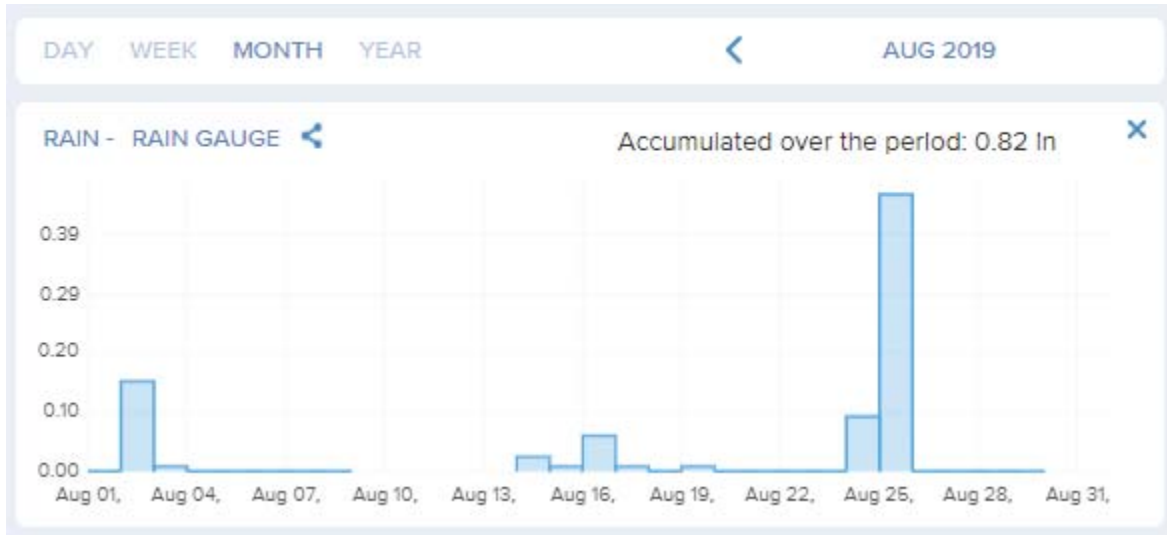 DAY WEEK MONTH YEAR AUG 2019
RAIN - RAIN GAUGE Accumulated over the period: 0.82 in
0.39
0.29
0.20
0.10
0.00
Aug 01, Aug 04, Aug 07, Aug 10, Aug 13, Aug 16, Aug 19, Aug 22, Aug 25, Aug 28, Aug 31,